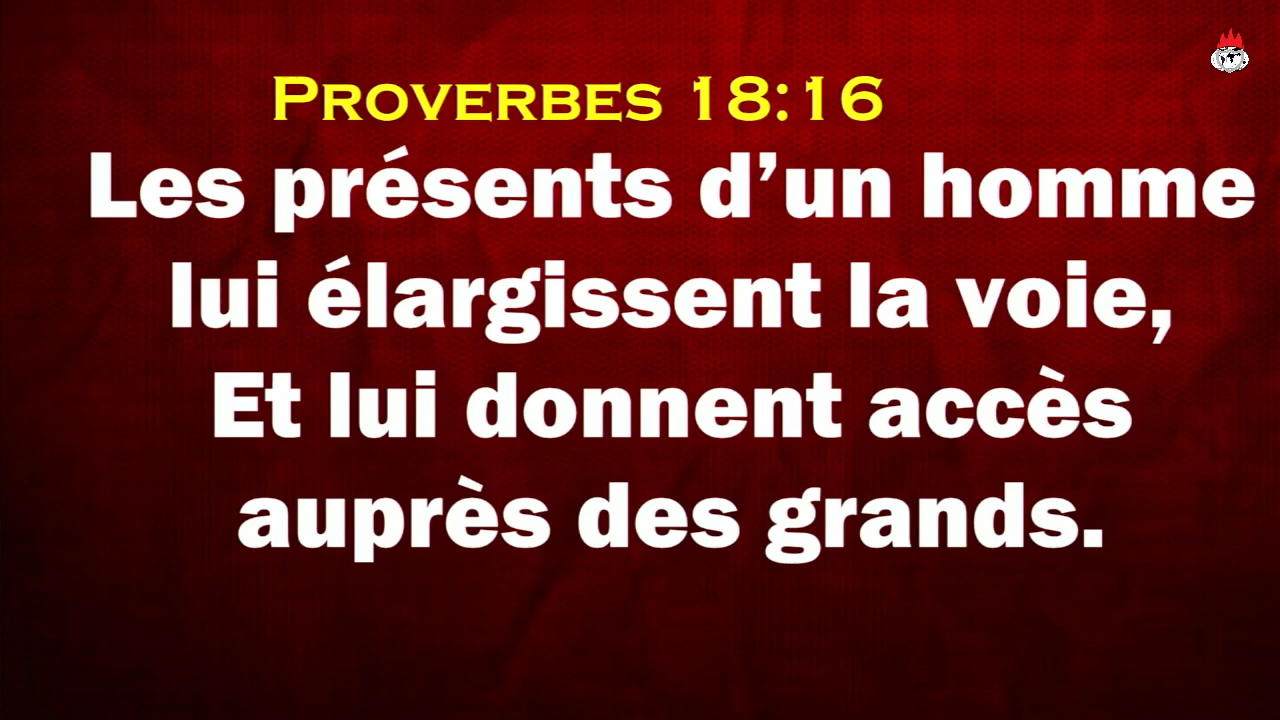 Proverbes 18:16
Les présents d’un homme
lui élargissent la voie,
Et lui donnent accès
auprès des grands.